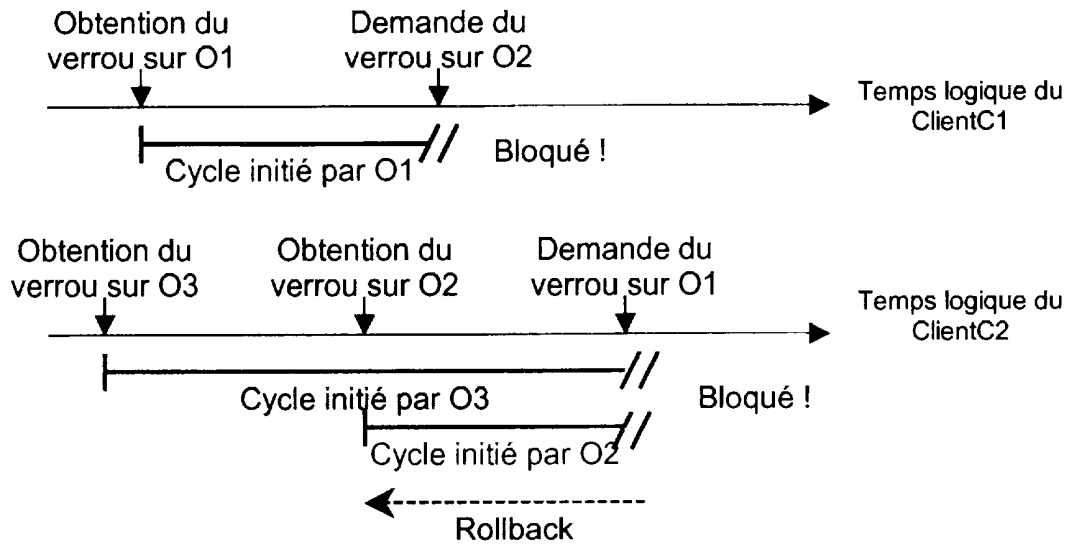 Obtention du
verrou sur O1
Demande du
verrou sur O2
Temps logique du
ClientC1
Cycle initié par O1
Bloqué !
Obtention du
verrou sur O3
Obtention du
verrou sur O2
Demande du
verrou sur O1
Temps logique du
ClientC2
Cycle initié par O3
Bloqué !
Cycle initié par O2
Rollback